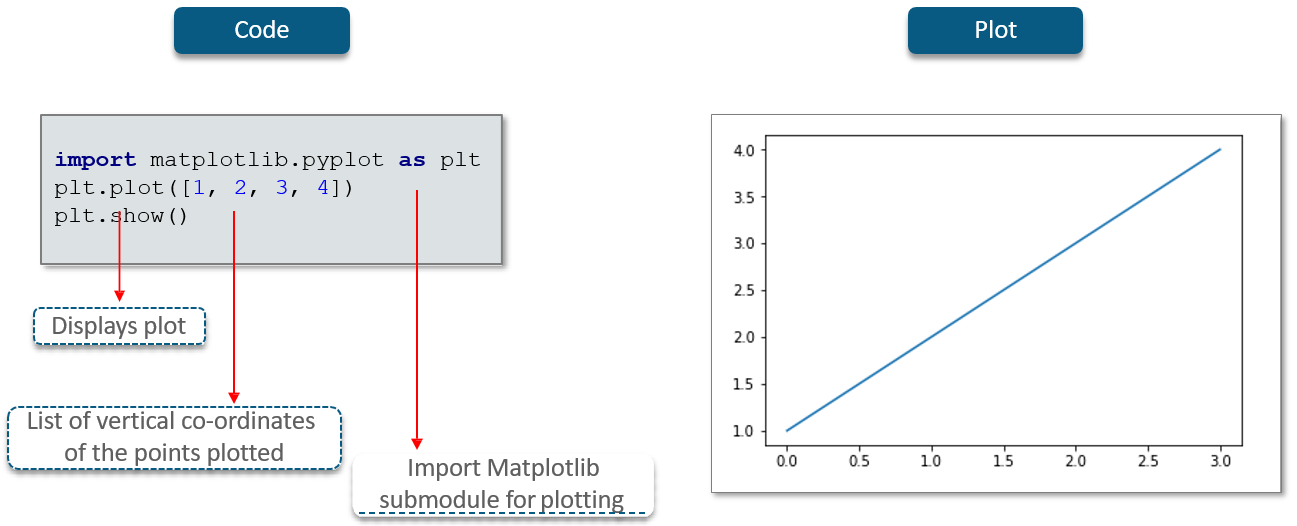 Code
import matplotlib.pyplot as plt
plt.plot([1, 2, 3, 4])
plt.show()
Displays plot
List of vertical co-ordinates
of the points plotted
Import Matplotlib
submodule for plotting
Plot
4.0
3.5
3.0
2.5
2.0
1.5
1.0
0.0 0.5 1.0 1.5 2.0 2.5 3.0